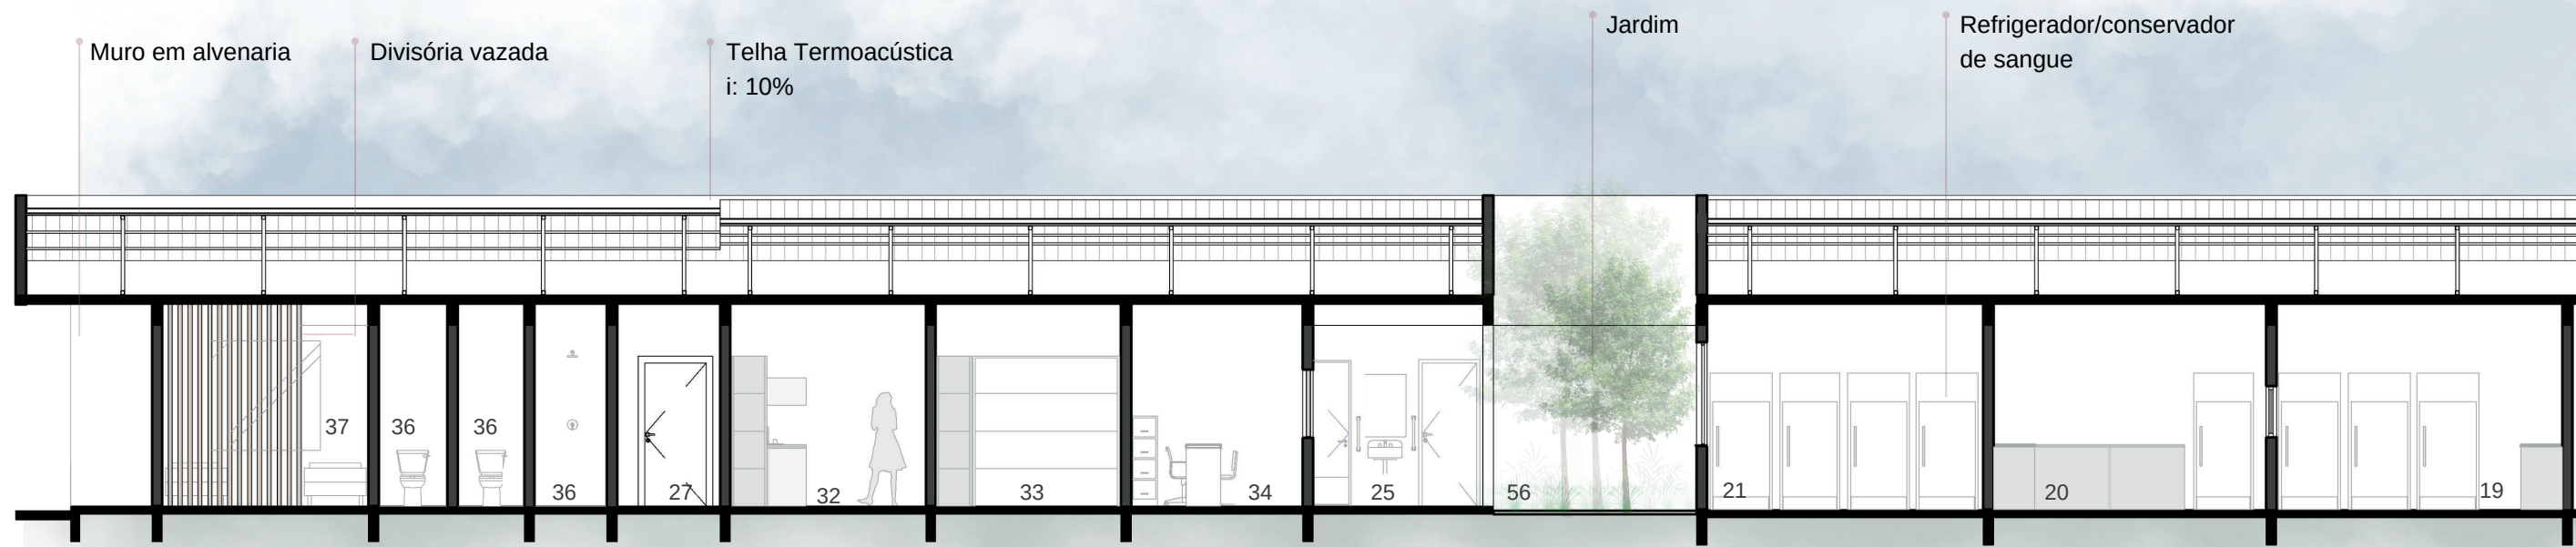 Muro em alvenaria
Divisória vazada
Telha Termoacústica
i: 10%
Jardim
Refrigerador/conservador
de sangue
37
36
36
36
27
32
33
34
25
56
21
20
19